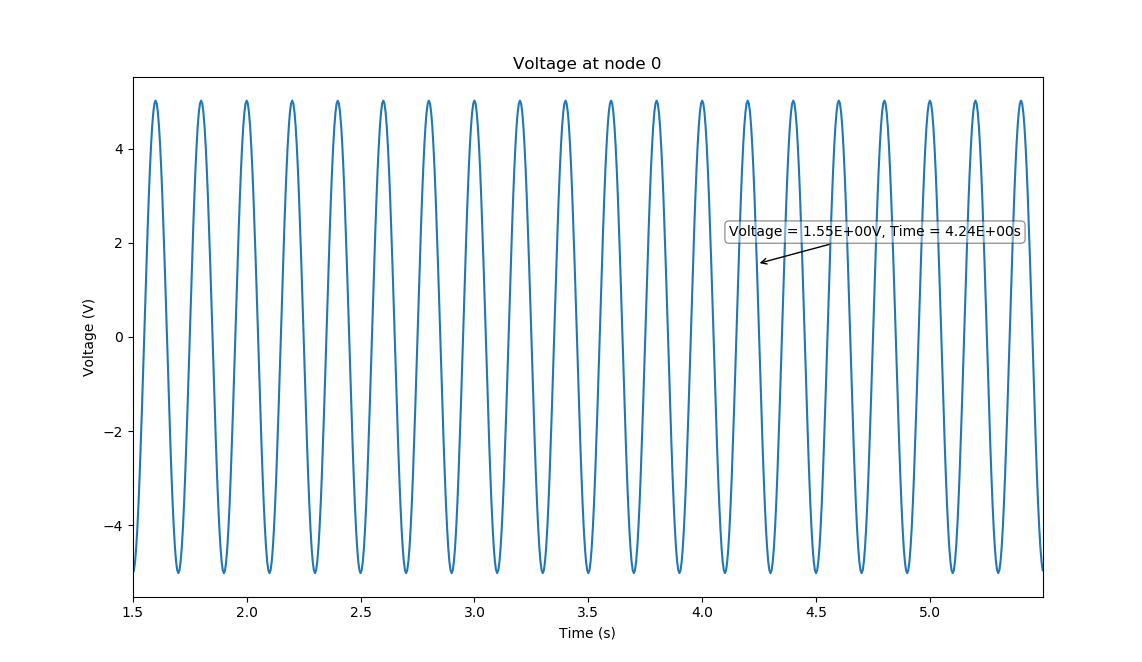 Voltage at node 0
4
2
0
−2
−4
Voltage (V)
Voltage = 1.55E+00V, Time = 4.24E+00s
1.5 2.0 2.5 3.0 3.5 4.0 4.5 5.0
Time (s)